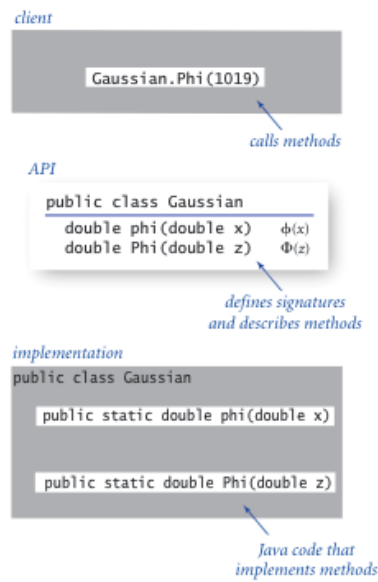 client
Gaussian.Phi(1019)
calls methods
API
public class Gaussian
double phi(double x) ϕ(x)
double Phi(double z) Φ(z)
defines signatures
and describes methods
implementation
public class Gaussian
public static double phi(double x)
public static double Phi(double z)
Java code that
implements methods